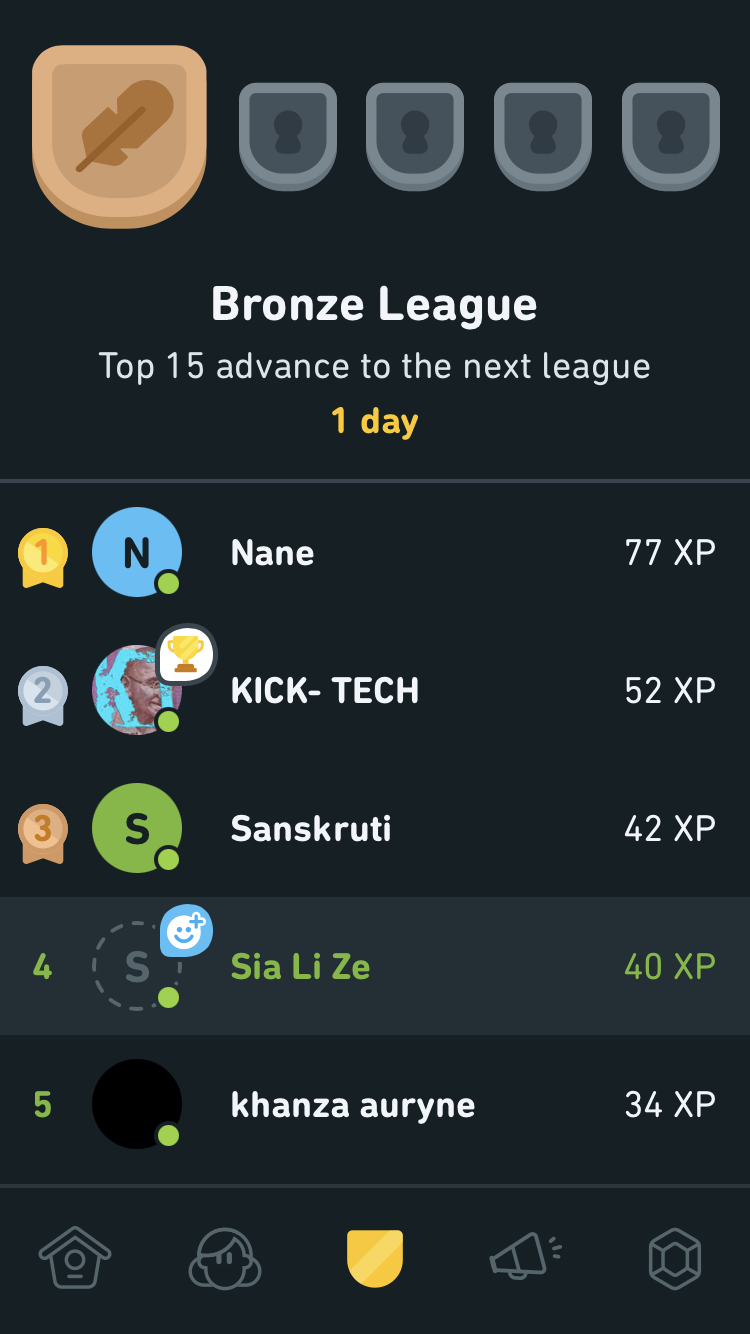 Bronze League
Top 15 advance to the next league
1 day
1 N Nane 77 XP
2 KICK- TECH 52 XP
3 S Sanskruti 42 XP
4 S Sia Li Ze 40 XP
5 khanza auryne 34 XP